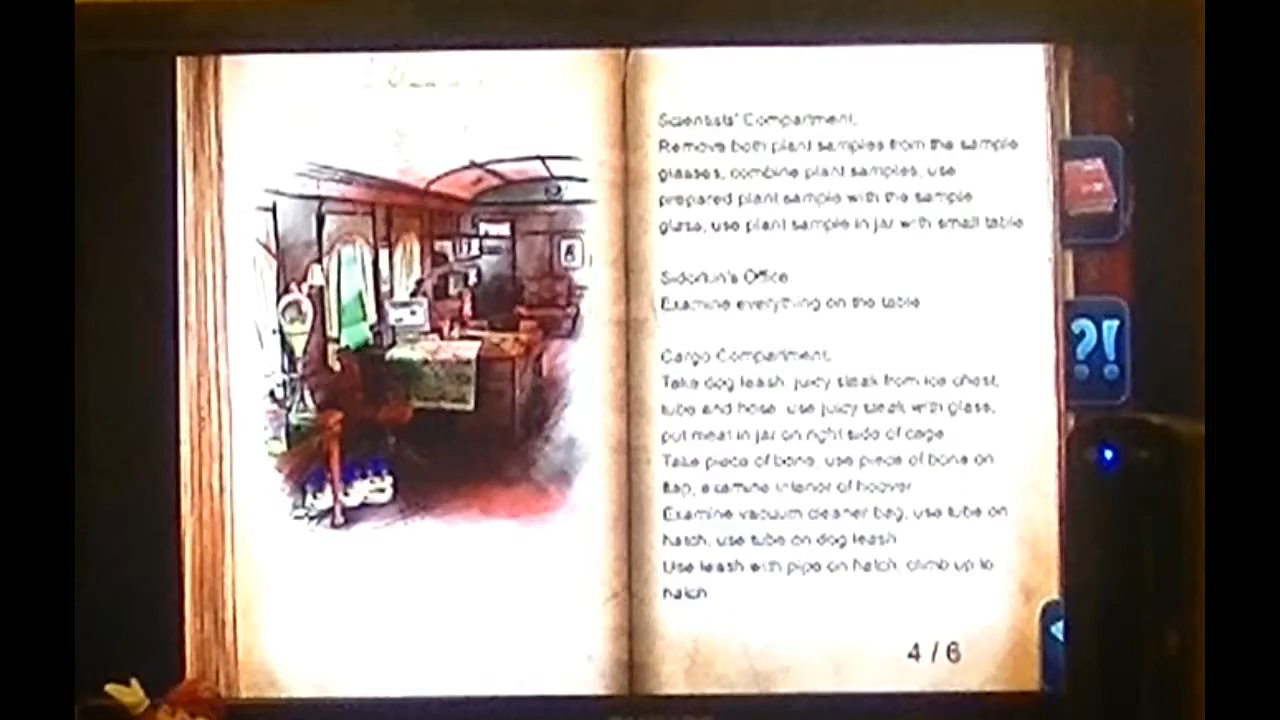 Scientists' Compartment:
Remove both plant samples from the sample
glasses, combine plant samples, use
prepared plant sample with the sample
glass, use plant sample in jar with small table
Sidorkin's Office
Examine everything on the table
Cargo Compartment:
Take dog leash, juicy steak from ice chest,
tube and hose, use juicy steak with glass,
put meat in jar on right side of cage
Take piece of bone, use piece of bone on
flap, examine interior of hoover
Examine vacuum cleaner bag, use tube on
hatch, use tube on dog leash
Use leash with pipe on hatch, climb up to
hatch
4 / 6
?!